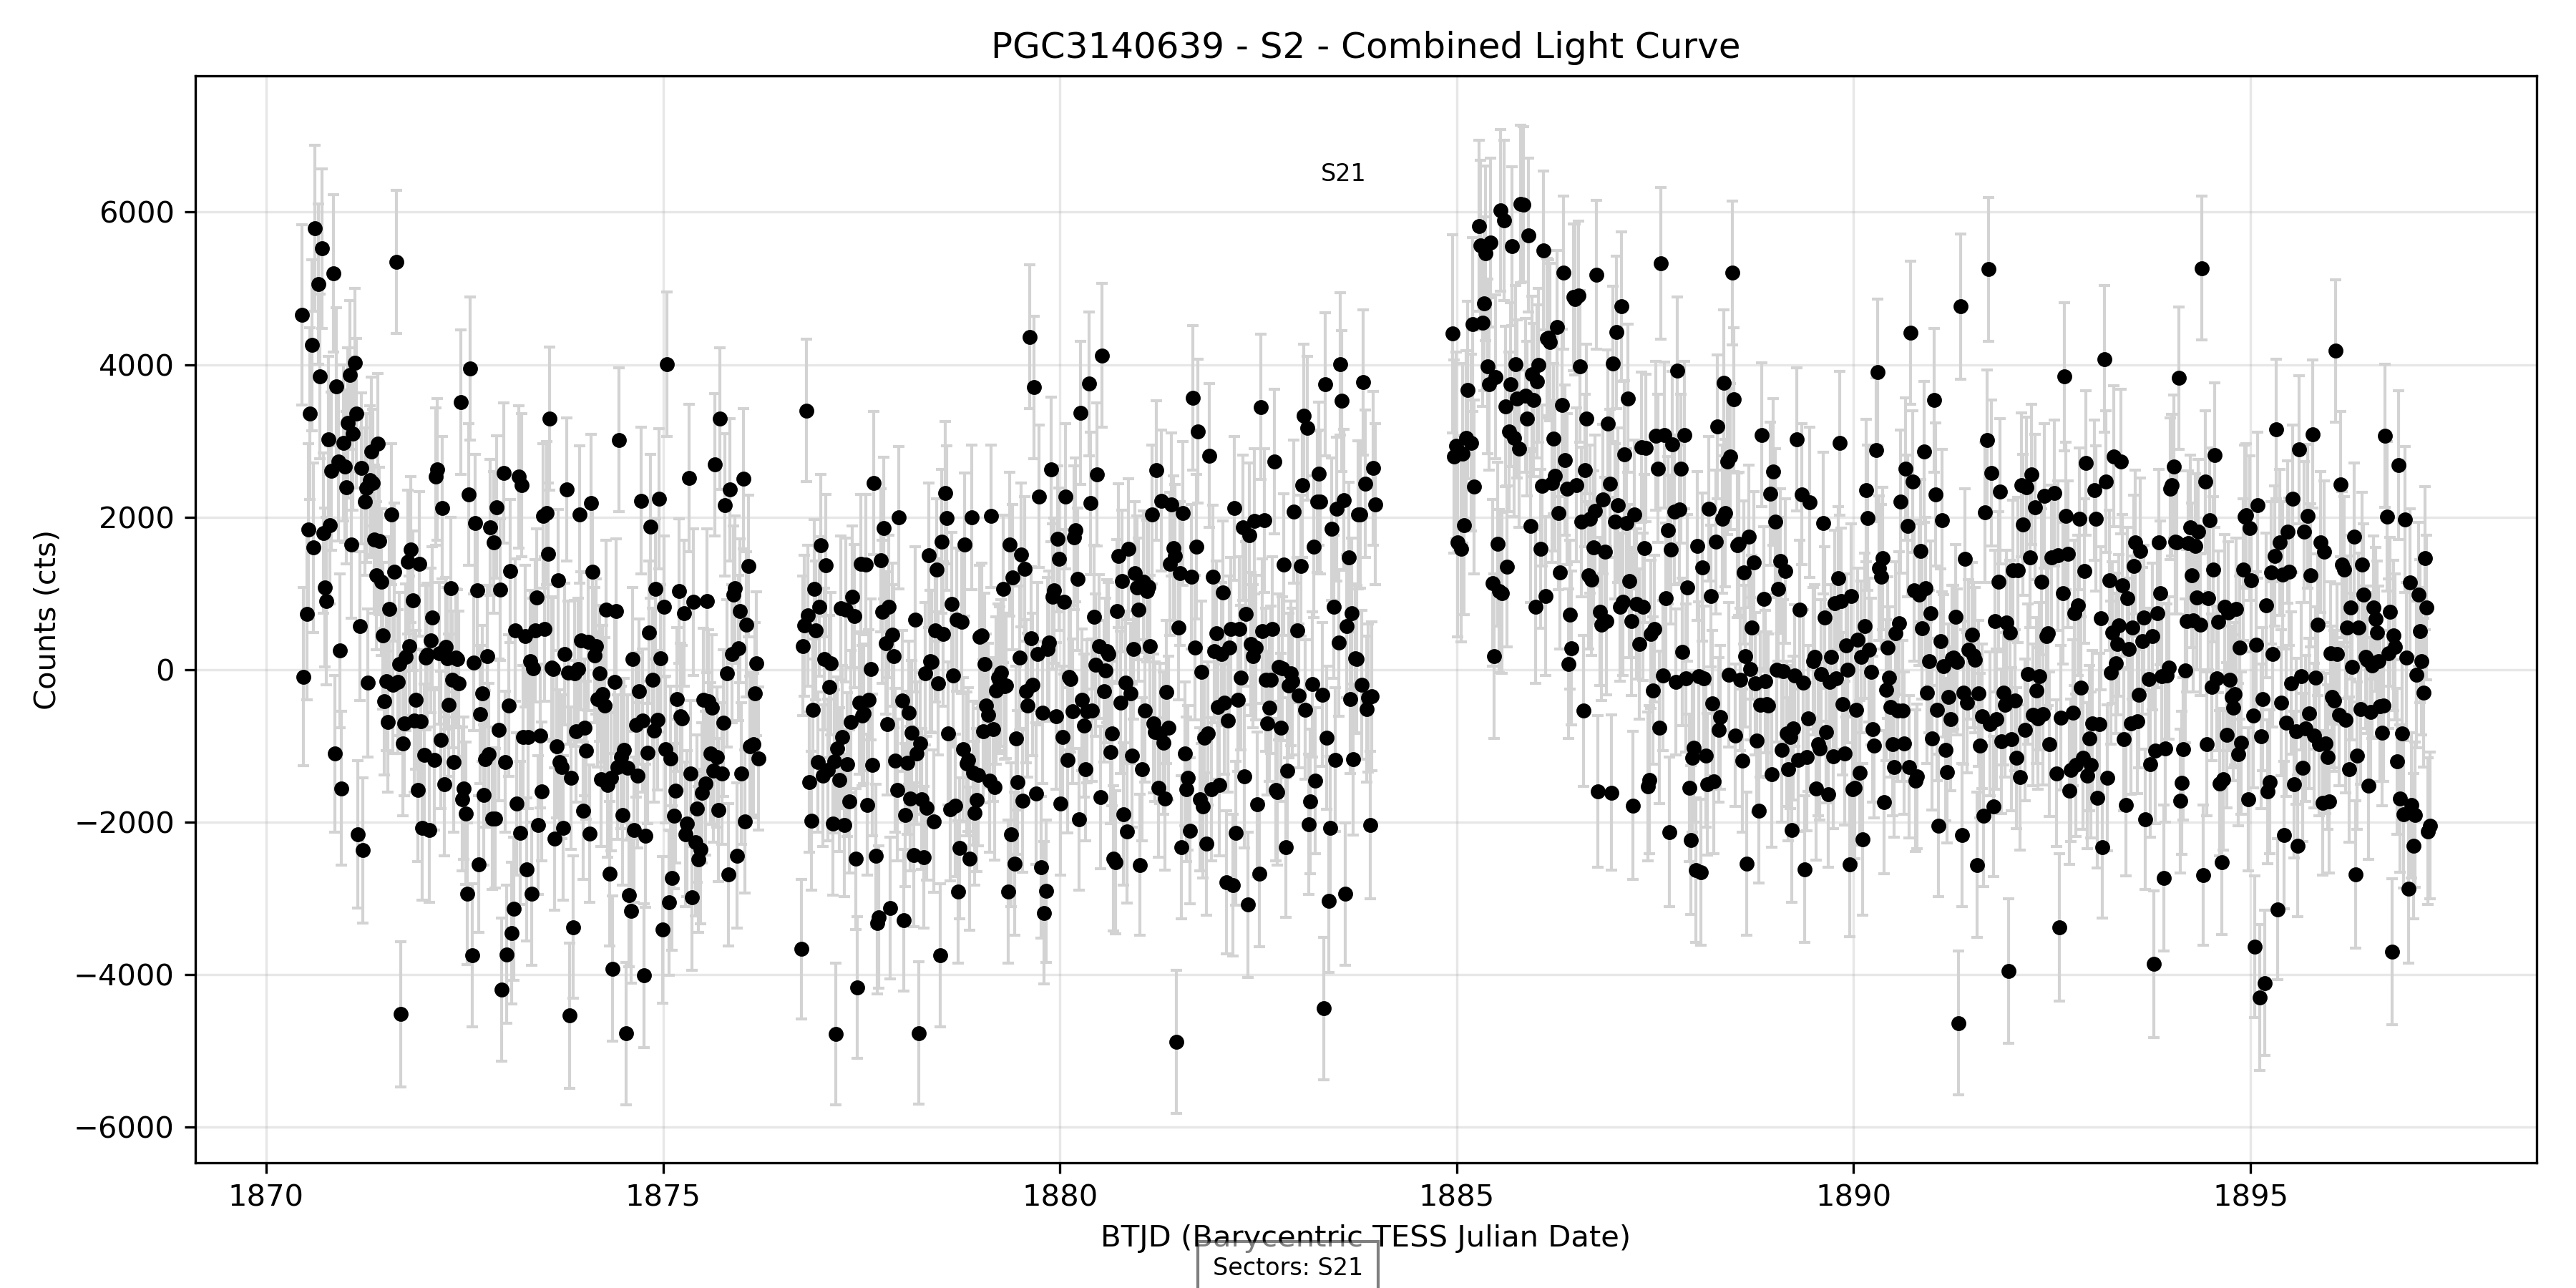 PGC3140639 - S2 - Combined Light Curve
S21
6000
4000
2000
0
−2000
−4000
−6000
Counts (cts)
1870 1875 1880 1885 1890 1895
BTJD (Barycentric TESS Julian Date)
Sectors: S21